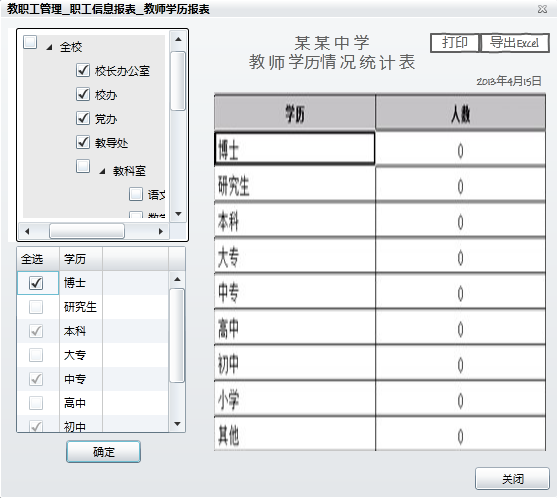 教职工管理_职工信息报表_教师学历报表
全校
校长办公室
校办
党办
教导处
教科室
语文
数学
全选 学历
博士
研究生
本科
大专
中专
高中
初中
确定
某某中学
教师学历情况统计表
打印 导出Excel
2013年4月15日
学历 人数
博士 0
研究生 0
本科 0
大专 0
中专 0
高中 0
初中 0
小学 0
其他 0
关闭